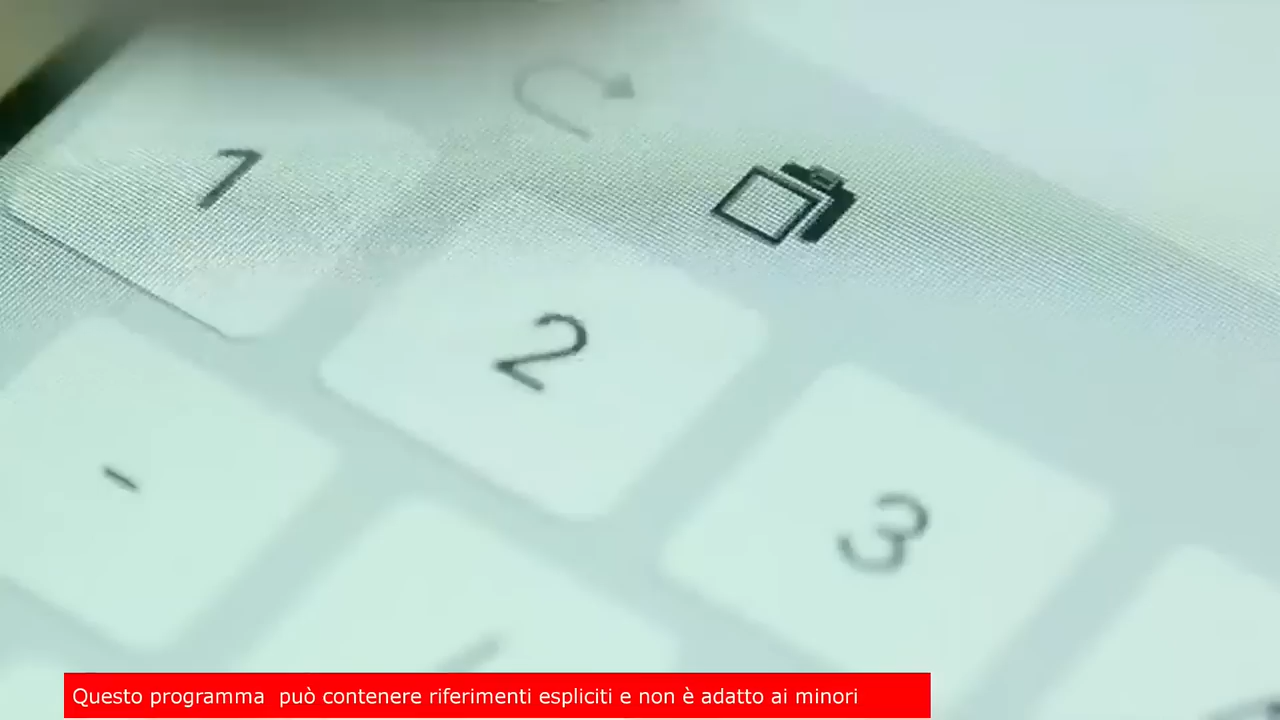 1
2
3
-
Questo programma  può contenere riferimenti espliciti e non è adatto ai minori